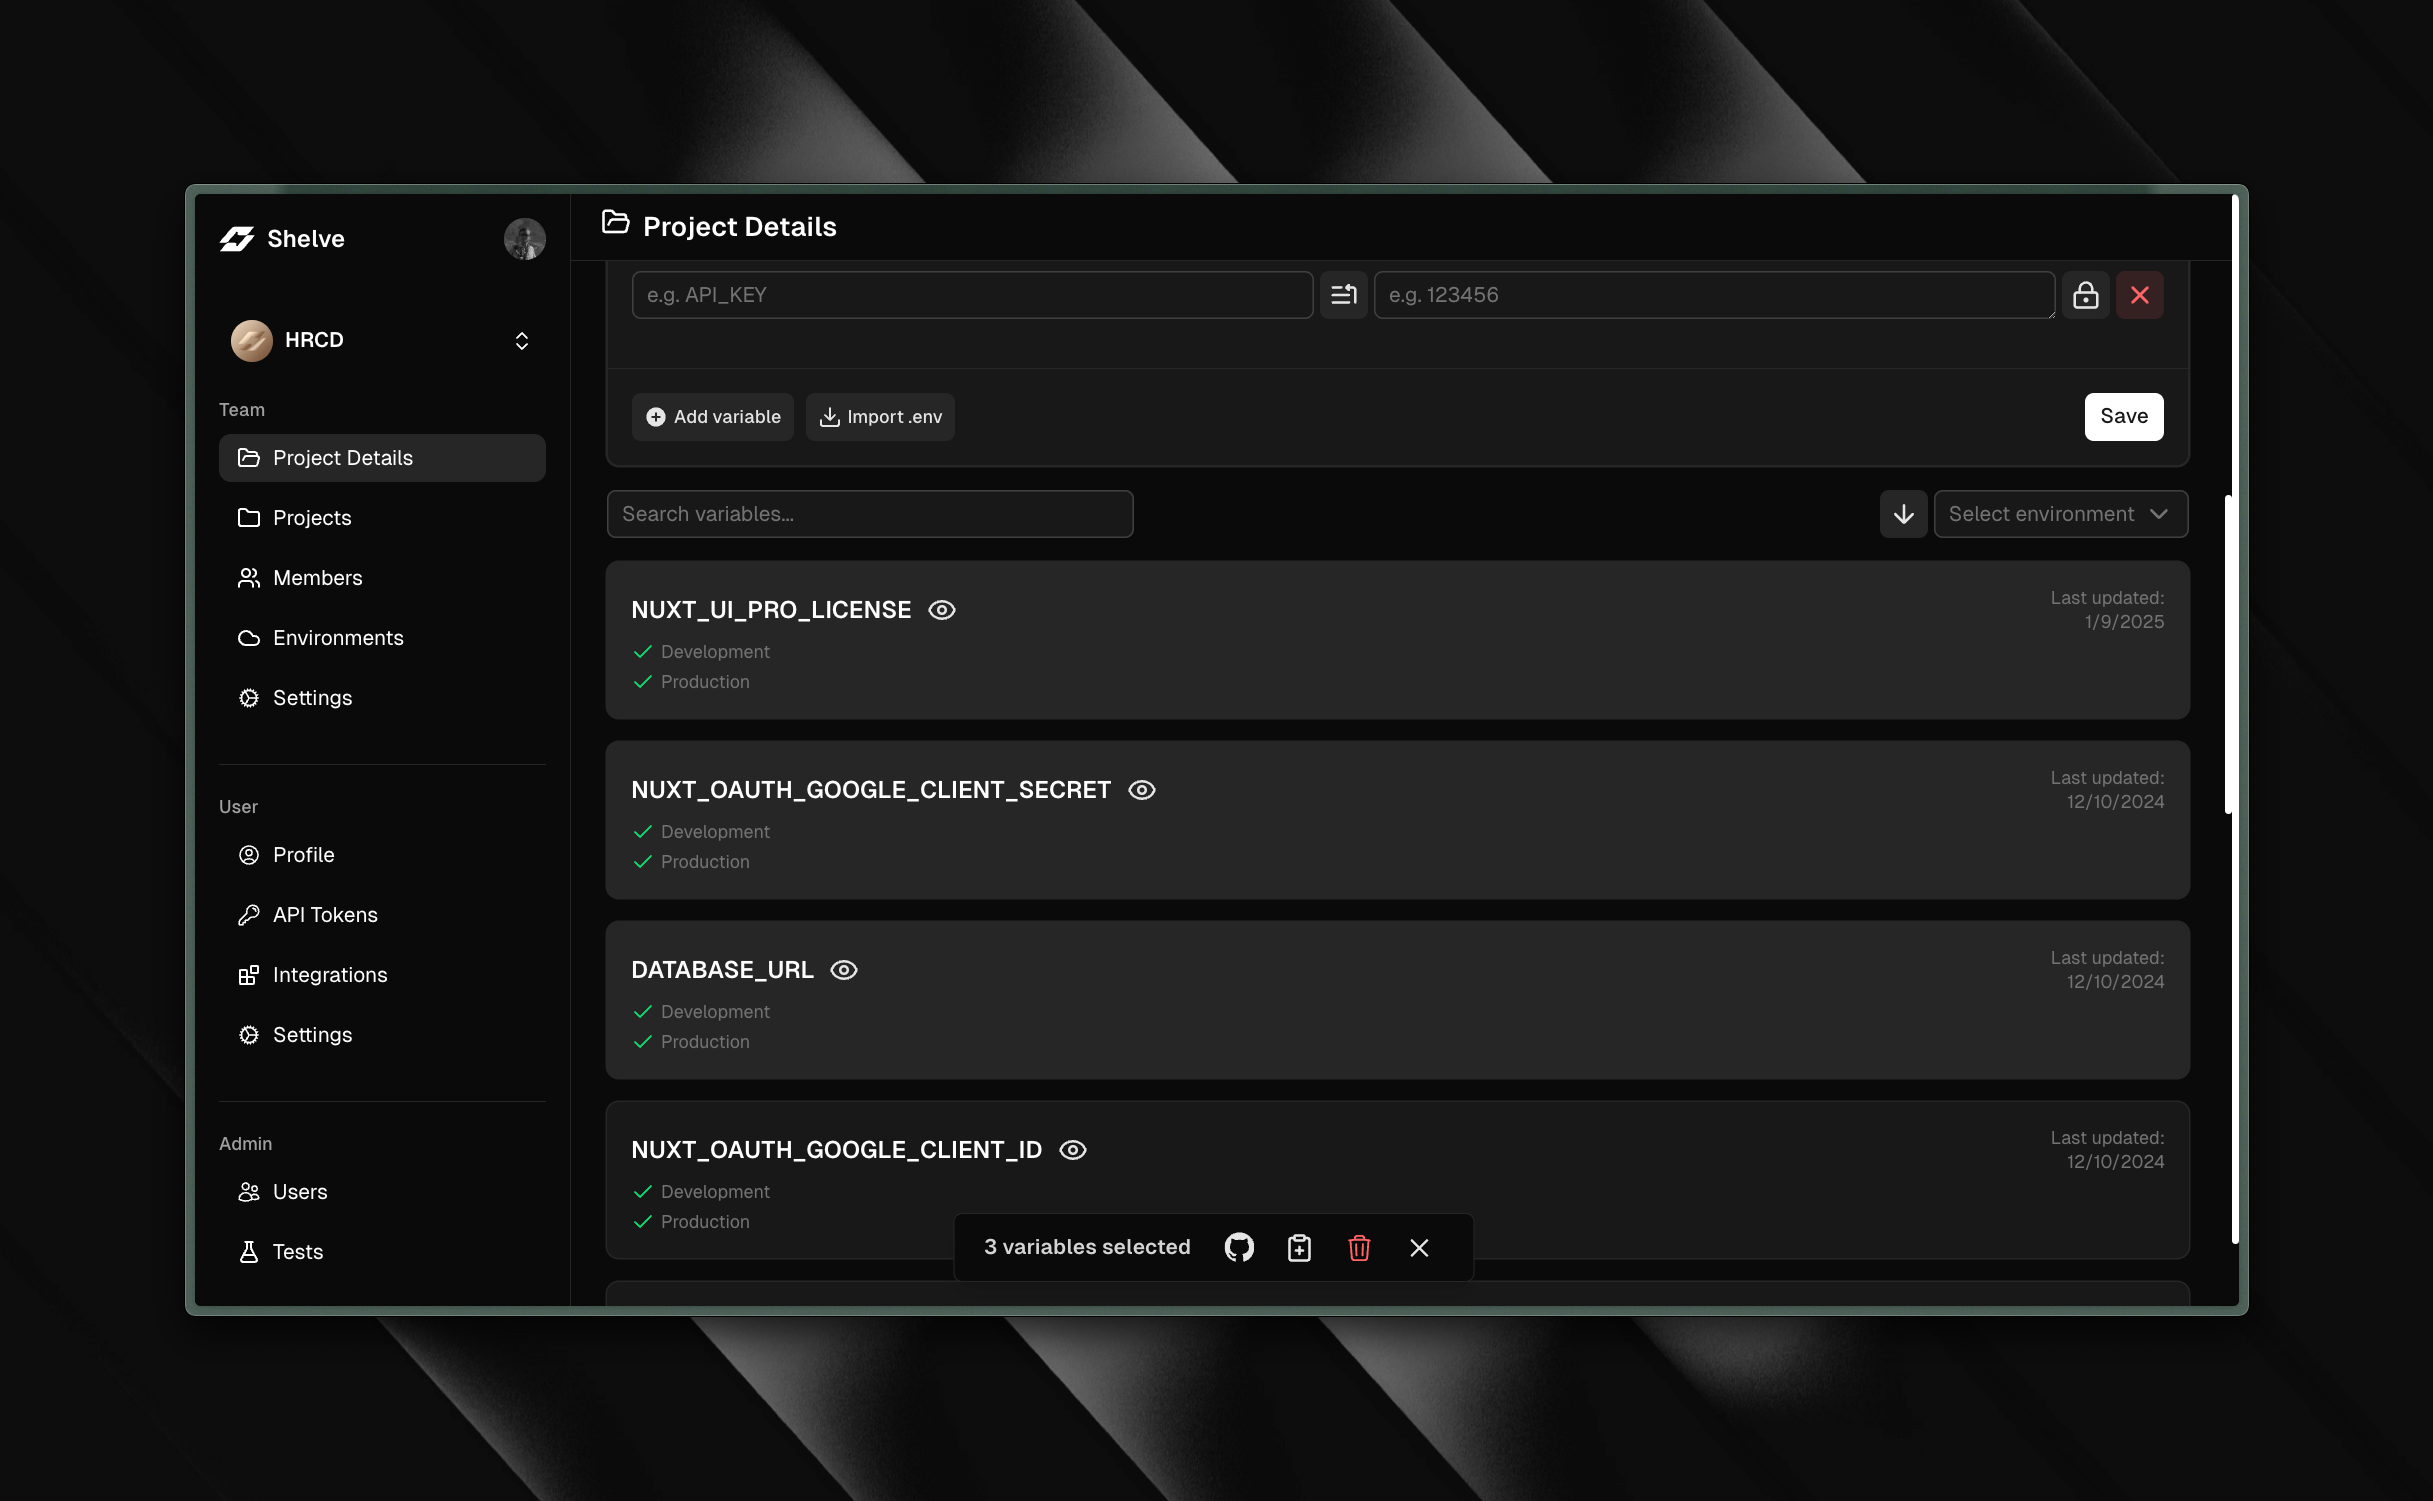 Shelve
HRCD
Team
Project Details
Projects
Members
Environments
Settings
User
Profile
API Tokens
Integrations
Settings
Admin
Users
Tests
Project Details
e.g. API_KEY
e.g. 123456
Add variable
Import .env
Save
Search variables...
Select environment
NUXT_UI_PRO_LICENSE
Last updated:
1/9/2025
Development
Production
NUXT_OAUTH_GOOGLE_CLIENT_SECRET
Last updated:
12/10/2024
Development
Production
DATABASE_URL
Last updated:
12/10/2024
Development
Production
NUXT_OAUTH_GOOGLE_CLIENT_ID
Last updated:
12/10/2024
Development
Production
3 variables selected